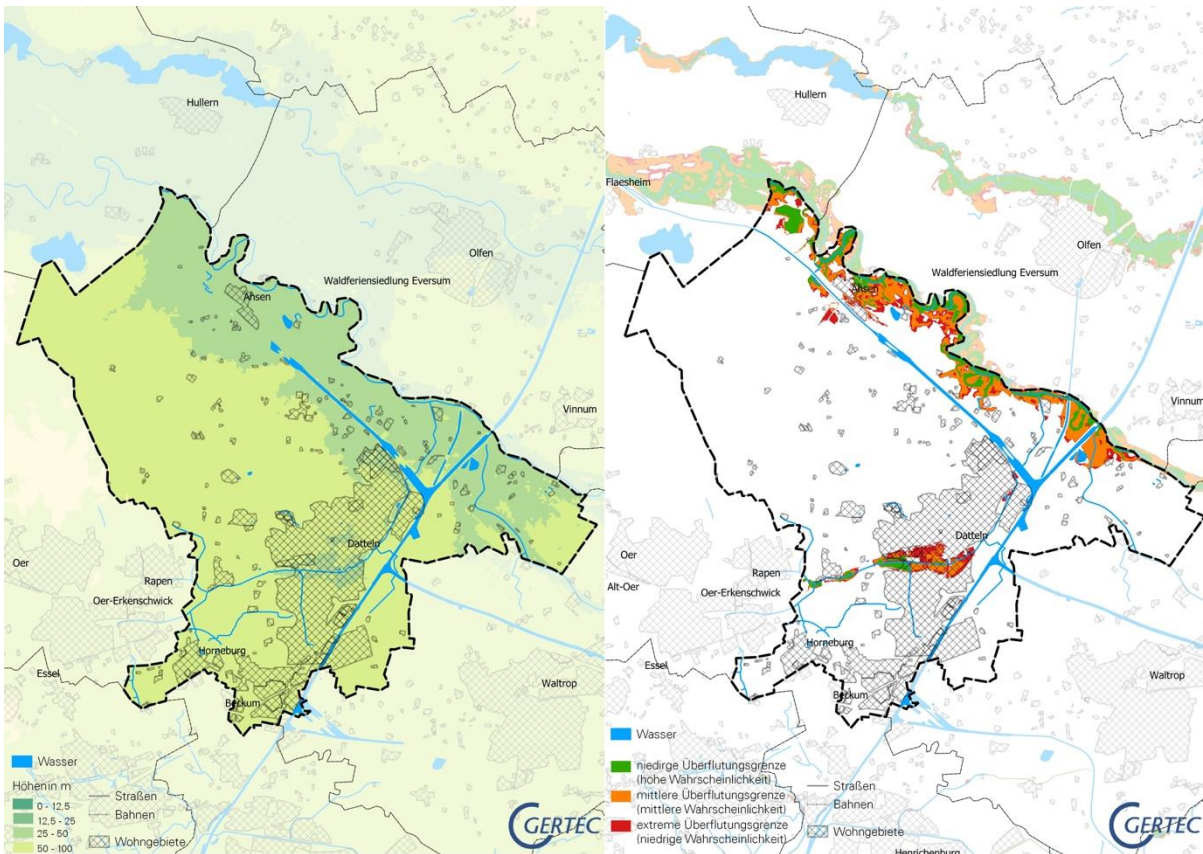 Hullern
Olfen
Waldferiensiedlung Eversum
Ahsen
Vinnum
Datteln
Oer
Rapen
Oer-Erkenschwick
Horneburg
Essel
Waltrop
Beckum
Wasser
Höhen in m
0 - 12.5
12.5 - 25
25 - 50
50 - 100
Straßen
Bahnen
Wohngebiete
GERTEC
Hullern
Flaesheim
Olfen
Waldferiensiedlung Eversum
Ahsen
Vinnum
Datteln
Oer
Rapen
Alt-Oer
Oer-Erkenschwick
Horneburg
Essel
Waltrop
Beckum
Wasser
niedirge Überflutungsgrenze
(hohe Wahrscheinlichkeit)
mittlere Überflutungsgrenze
(mittlere Wahrscheinlichkeit)
extreme Überflutungsgrenze
(niedrige Wahrscheinlichkeit)
Straßen
Bahnen
Wohngebiete
GERTEC
Henrichenburg